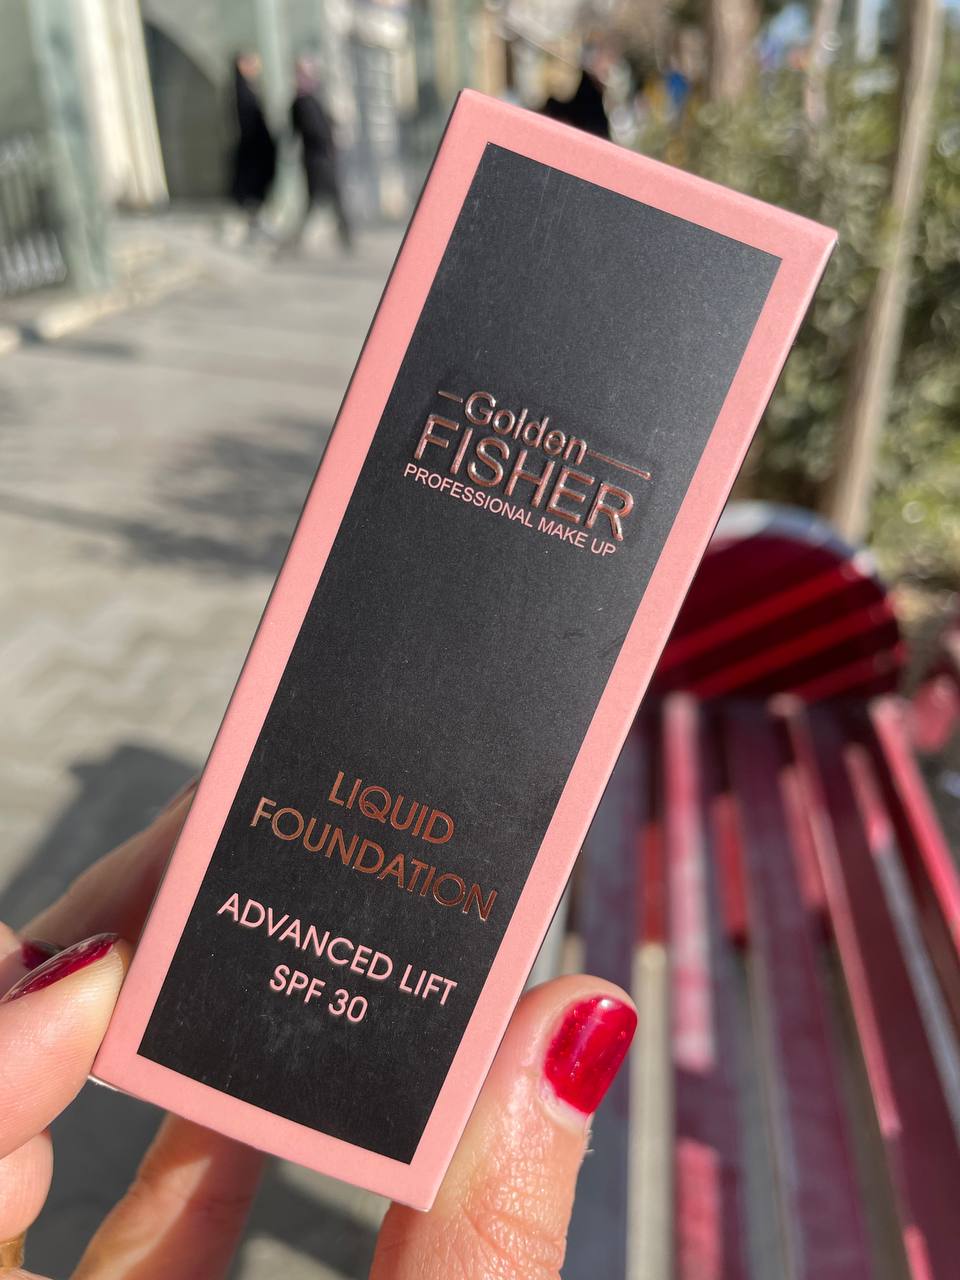 Golden
FISHER
PROFESSIONAL MAKE UP
LIQUID
FOUNDATION
ADVANCED LIFT
SPF 30